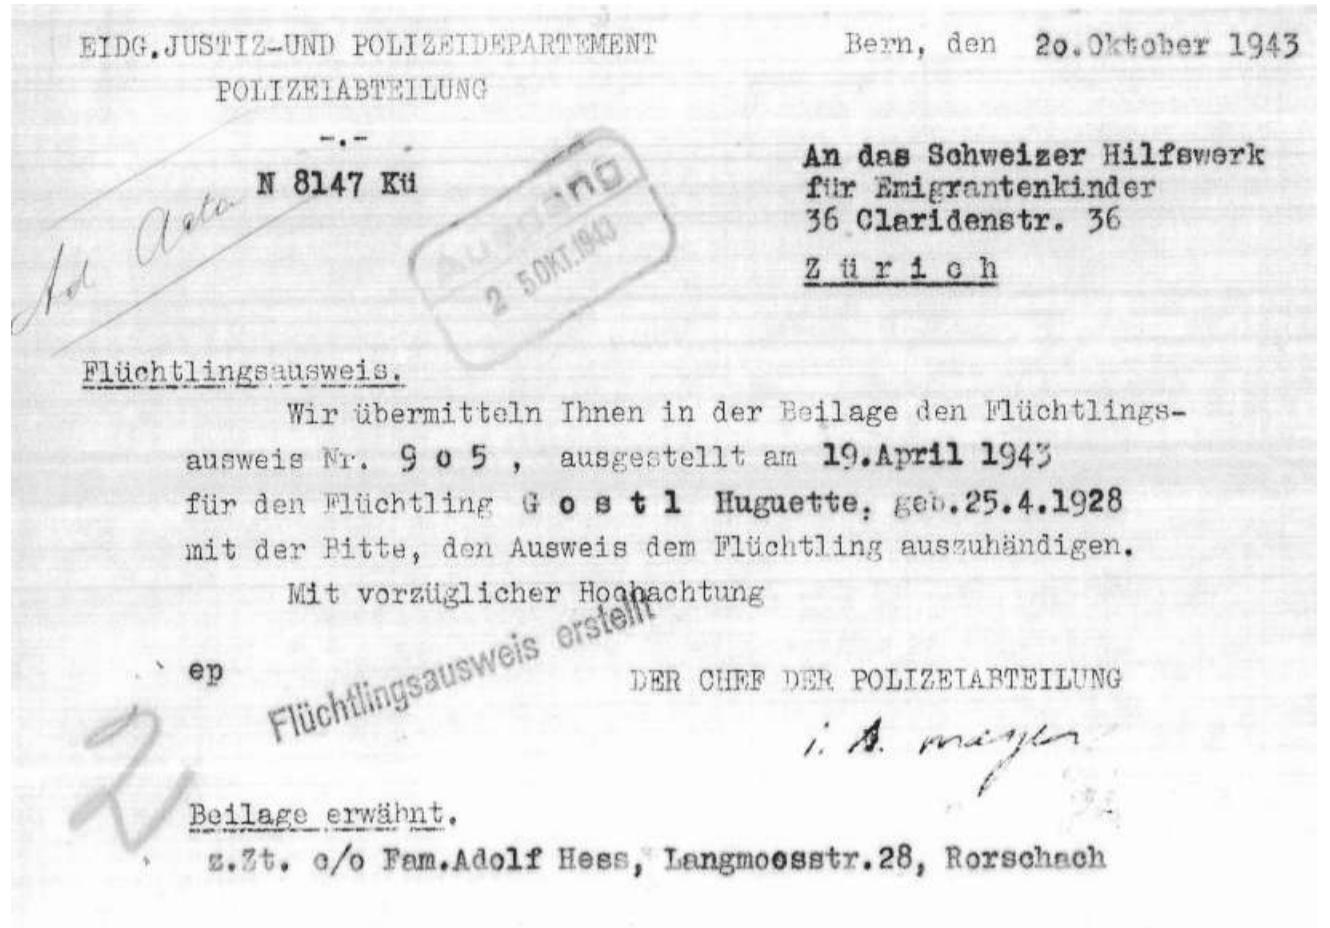 EIDG.JUSTIZ-UND POLIZEIDEPARTEMENT
POLIZEIABTEILUNG
-.-
N 8147 Kü
Ad Acta
Bern, den 20.Oktober 1943
Ausgang
25.OKT.1943
An das Schweizer Hilfswerk
für Emigrantenkinder
36 Claridenstr. 36
Zürich
Flüchtlingsausweis.
Wir übermitteln Ihnen in der Beilage den Flüchtlings-
ausweis Nr. 9 o 5 , ausgestellt am 19.April 1943
für den Flüchtling G o s t l Huguette, geb.25.4.1928
mit der Bitte, den Ausweis dem Flüchtling auszuhändigen.
Mit vorzüglicher Hochachtung
Flüchtlingsausweis erstellt
ep
DER CHEF DER POLIZEIABTEILUNG
i. A.
2
Beilage erwähnt.
z.Zt. c/o Fam.Adolf Hess, Langmoosstr.28, Rorschach